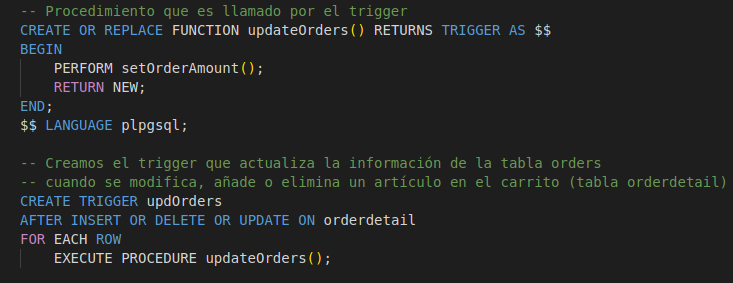 -- Procedimiento que es llamado por el trigger
CREATE OR REPLACE FUNCTION updateOrders() RETURNS TRIGGER AS $$
BEGIN
    PERFORM setOrderAmount();
    RETURN NEW;
END;
$$ LANGUAGE plpgsql;

-- Creamos el trigger que actualiza la información de la tabla orders
-- cuando se modifica, añade o elimina un artículo en el carrito (tabla orderdetail)
CREATE TRIGGER updOrders
AFTER INSERT OR DELETE OR UPDATE ON orderdetail
FOR EACH ROW
    EXECUTE PROCEDURE updateOrders();